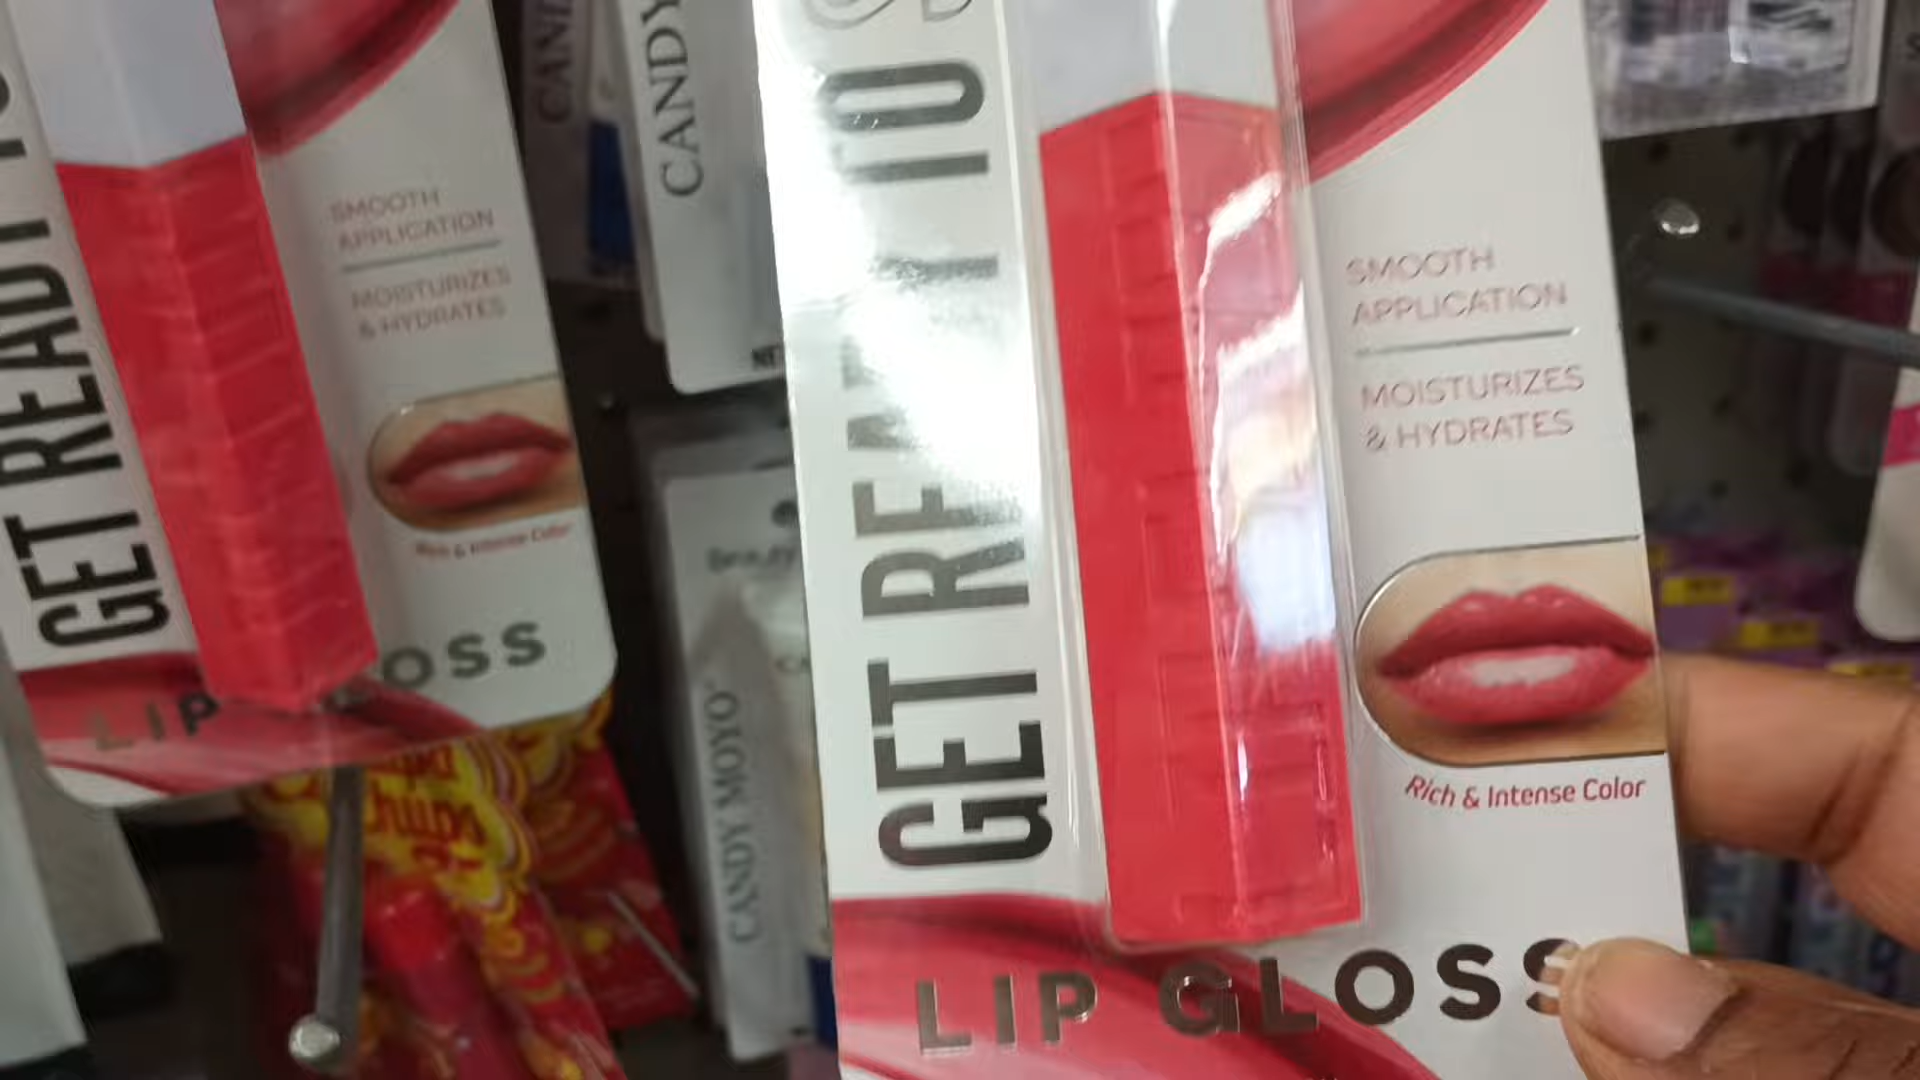 GET READY TO
SMOOTH
APPLICATION
MOISTURIZES
& HYDRATES
Rich & Intense Color
LIP GLOSS
CANDY
CANDY MOYO
Beauty
GET READY TO
SMOOTH
APPLICATION
MOISTURIZES
& HYDRATES
Rich & Intense Color
LIP GLOSS